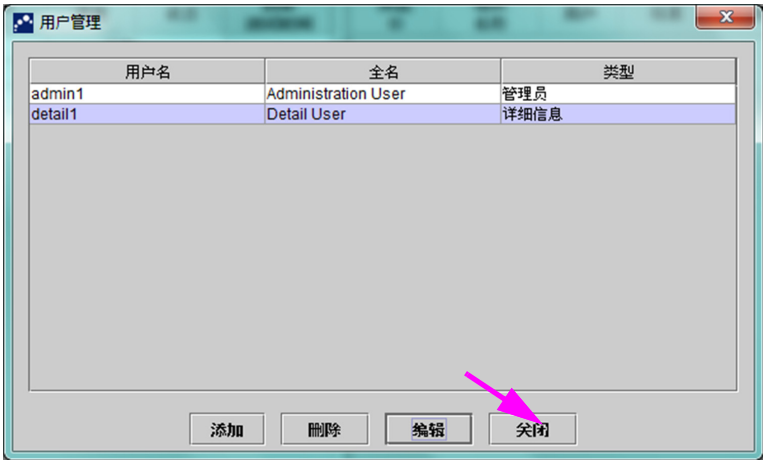 用户管理
用户名 全名 类型
admin1 Administration User 管理员
detail1 Detail User 详细信息
添加 删除 编辑 关闭